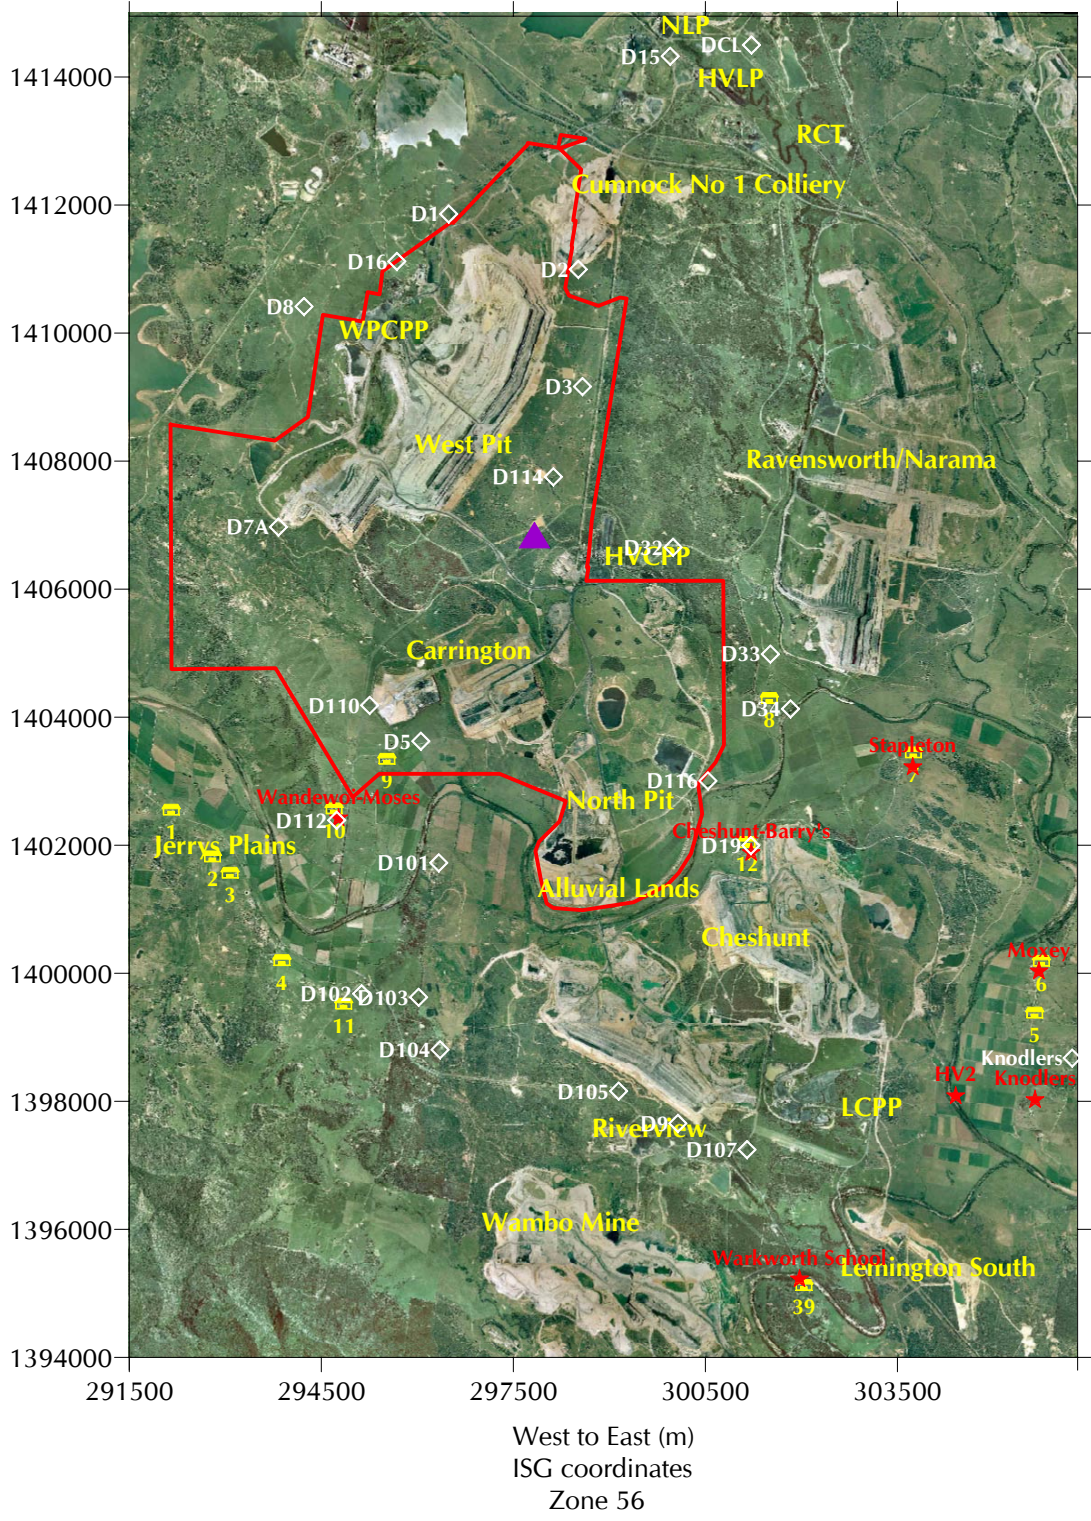 NLP
DCL
D15
1414000
HVLP
RCT
Cumnock No 1 Colliery
1412000
D1
D16
D2
D8
1410000
WPCPP
D3
West Pit
1408000
Ravensworth/Narama
D114
D7A
D32
HVCPP
1406000
Carrington
D33
D110
D34
8
1404000
D5
Stapleton
7
9
D116
Wandewoi-Moses
North Pit
1
D112
10
Cheshunt-Barry's
1402000
Jerrys Plains
D19
12
2
3
D101
Alluvial Lands
Cheshunt
Moxey
1400000
4
6
D102
D103
11
5
D104
Knodlers
HV2
Knodlers
1398000
D105
LCPP
D9
Riverview
D107
1396000
Wambo Mine
Warkworth School
Lemington South
39
1394000
291500
294500
297500
300500
303500
West to East (m)
ISG coordinates
Zone 56